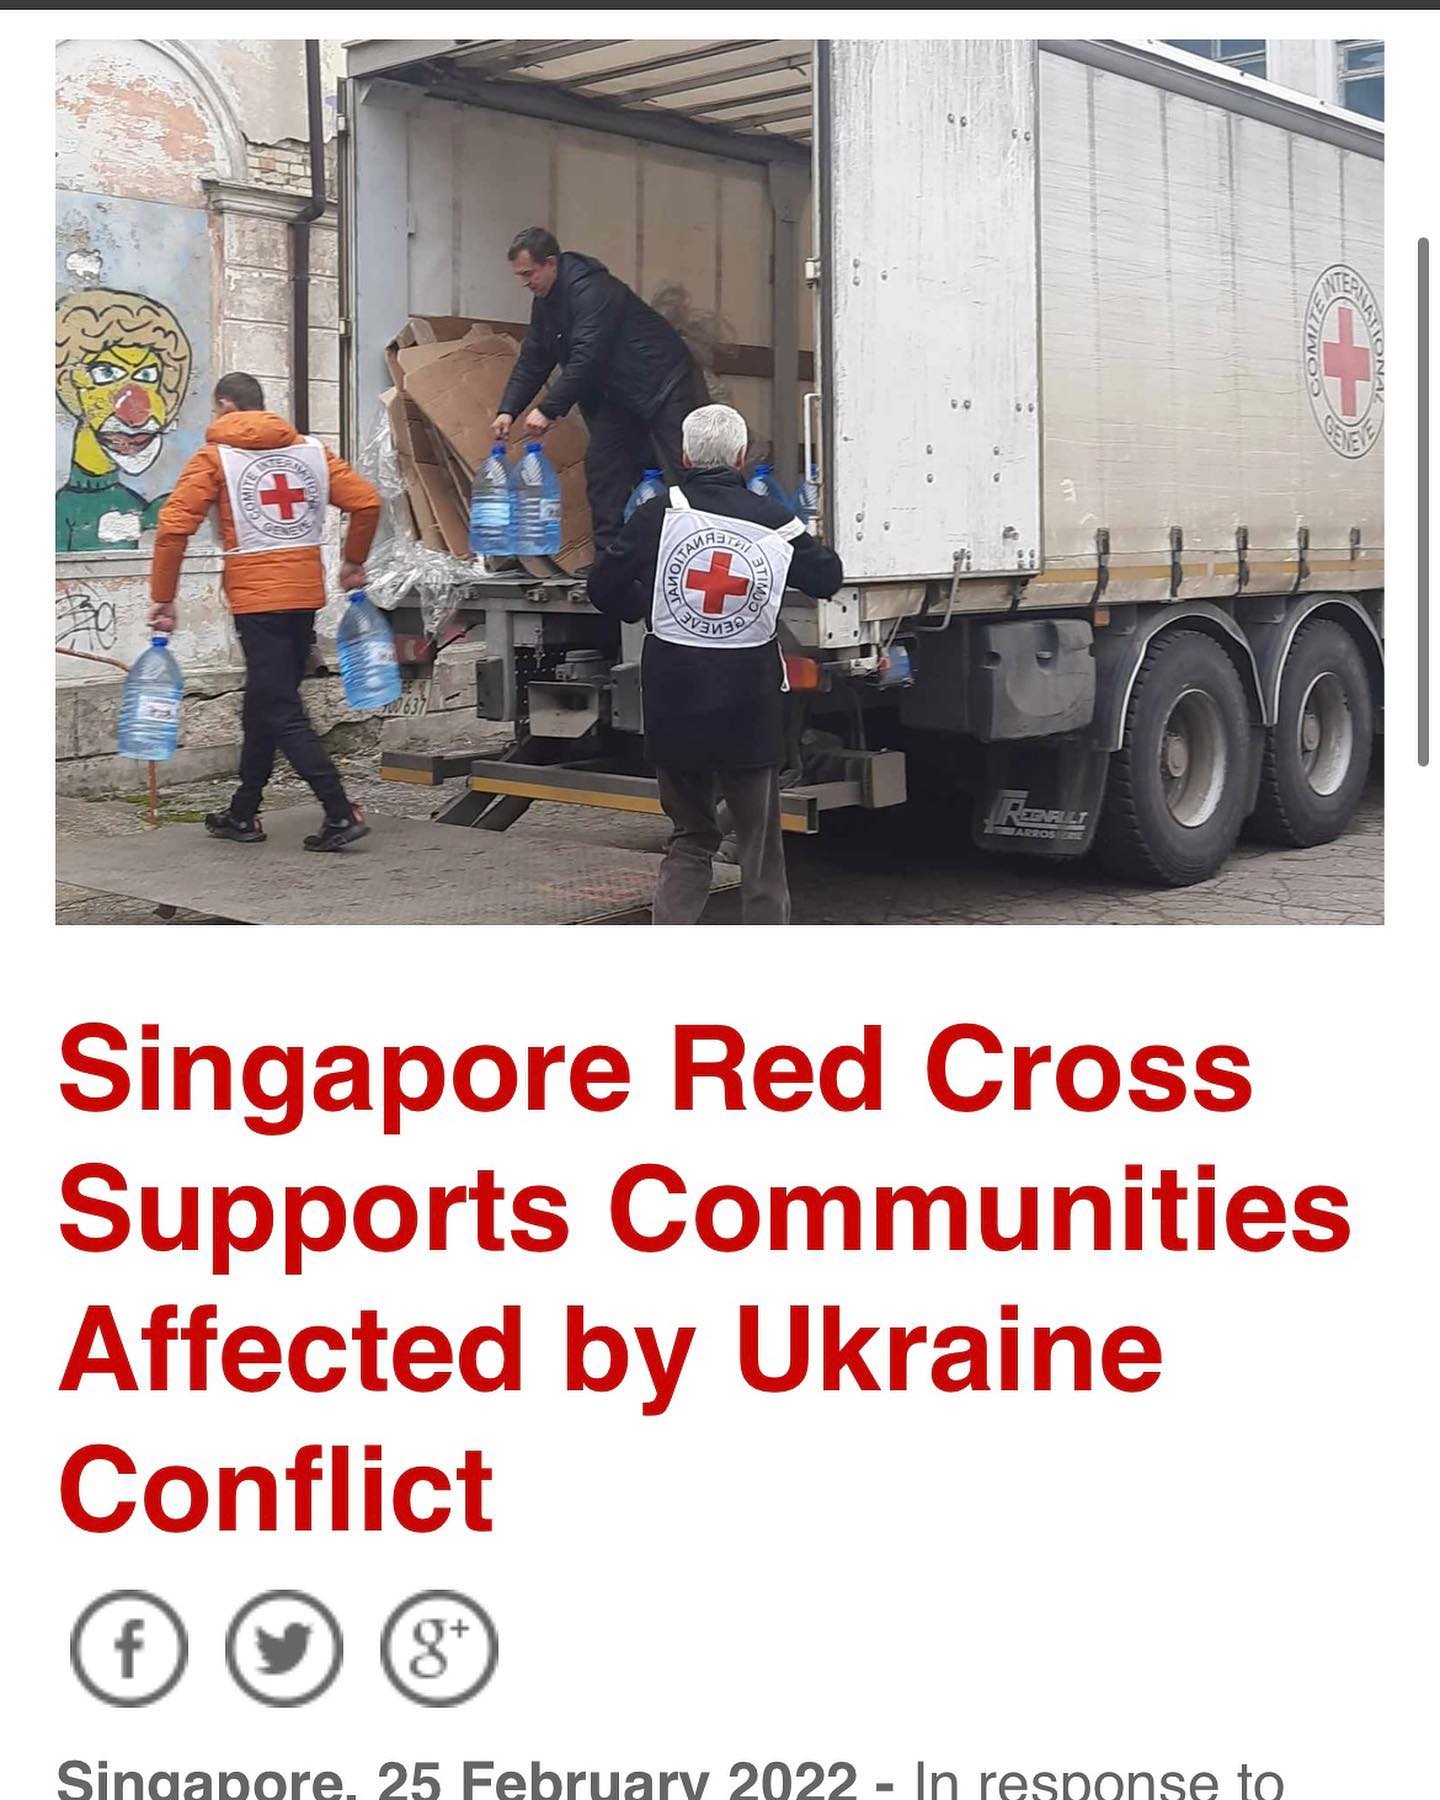 COMITE INTERNATIONAL
GENEVE
COMITE INTERNATIONAL
GENEVE
COMITE INTERNATIONAL
GENEVE
REGNAULT
Singapore Red Cross
Supports Communities
Affected by Ukraine
Conflict
f g+
Singapore, 25 February 2022 - In response to